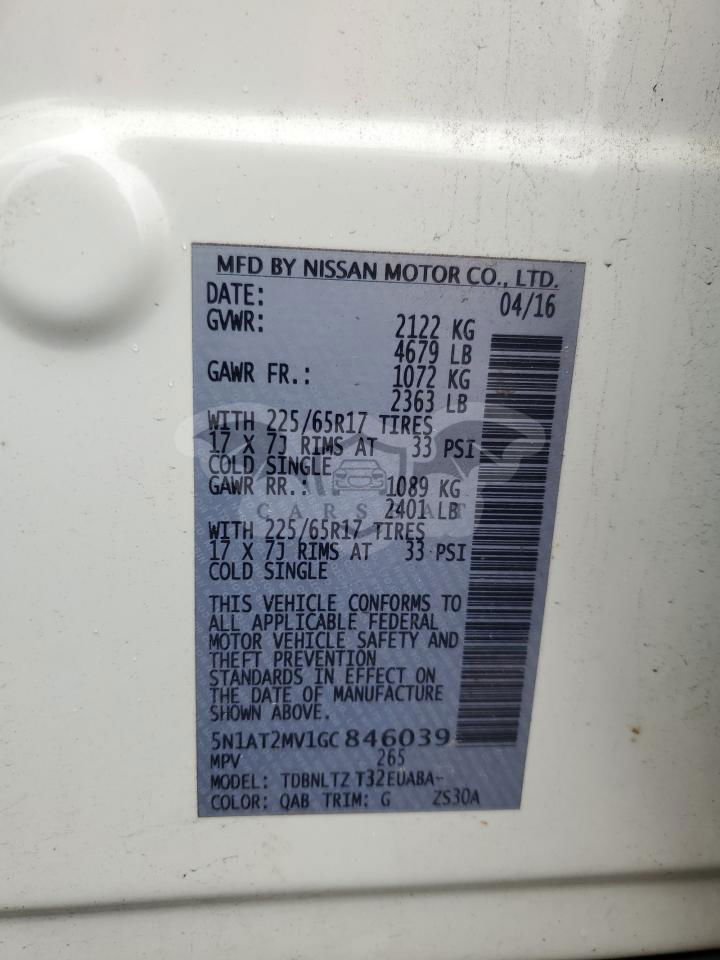 MFD BY NISSAN MOTOR CO., LTD.
DATE: 04/16
GVWR: 2122 KG
4679 LB
GAWR FR.: 1072 KG
2363 LB
WITH 225/65R17 TIRES
17 X 7J RIMS AT 33 PSI
COLD SINGLE
GAWR RR.: 1089 KG
2401 LB
CARS
WITH 225/65R17 TIRES
17 X 7J RIMS AT 33 PSI
COLD SINGLE
THIS VEHICLE CONFORMS TO
ALL APPLICABLE FEDERAL
MOTOR VEHICLE SAFETY AND
THEFT PREVENTION
STANDARDS IN EFFECT ON
THE DATE OF MANUFACTURE
SHOWN ABOVE.
5N1AT2MV1GC846039
MPV 265
MODEL: TDBNLTZ T32EUABA-
COLOR: QAB TRIM: G ZS30A